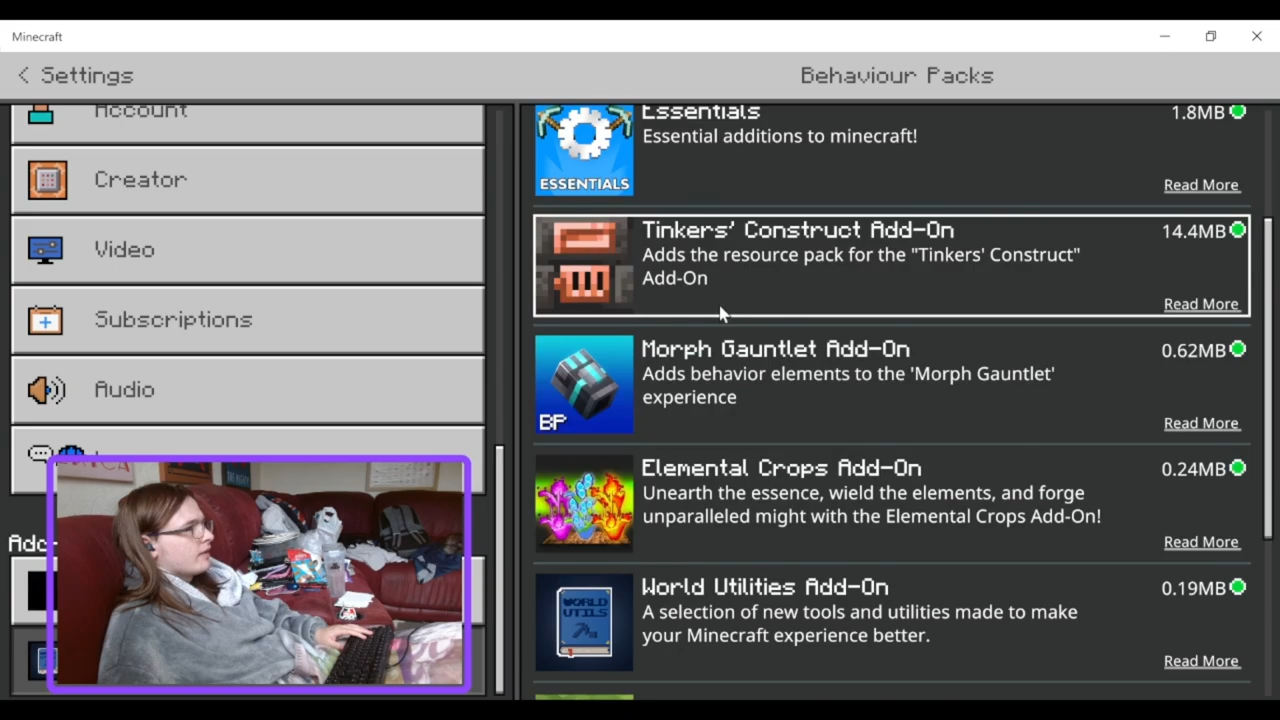 Minecraft
Settings
Behaviour Packs
Account
Creator
Video
Subscriptions
Audio
Essentials
1.8MB
Essential additions to minecraft!
ESSENTIALS
Read More
Tinkers' Construct Add-On
14.4MB
Adds the resource pack for the "Tinkers' Construct"
Add-On
Read More
Morph Gauntlet Add-On
0.62MB
Adds behavior elements to the 'Morph Gauntlet'
experience
BP
Read More
Elemental Crops Add-On
0.24MB
Unearth the essence, wield the elements, and forge
unparalleled might with the Elemental Crops Add-On!
Read More
World Utilities Add-On
0.19MB
A selection of new tools and utilities made to make
your Minecraft experience better.
WORLD
UTILS
Read More